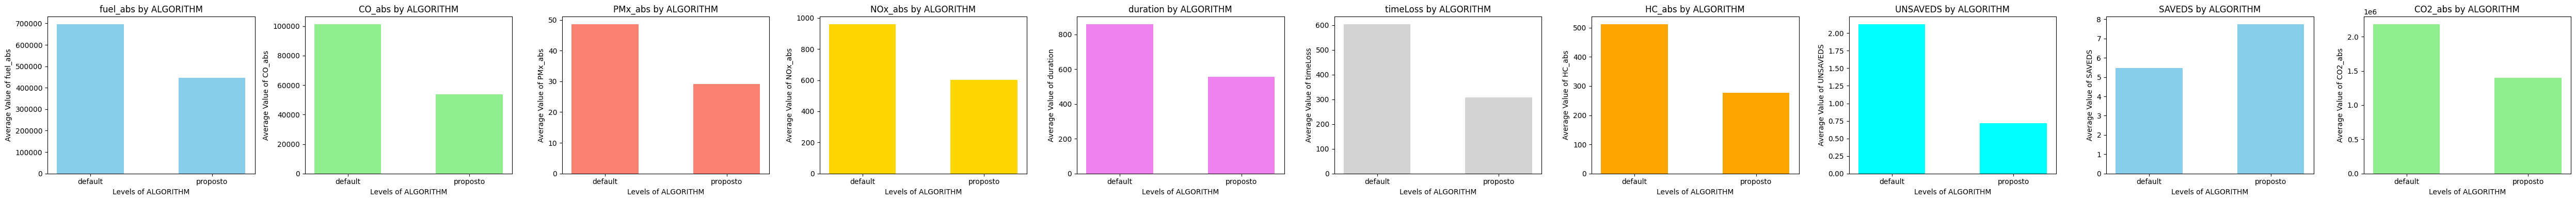 fuel_abs by ALGORITHM
Average Value of fuel_abs
700000
600000
500000
400000
300000
200000
100000
0
default
proposto
Levels of ALGORITHM
CO_abs by ALGORITHM
Average Value of CO_abs
100000
80000
60000
40000
20000
0
default
proposto
Levels of ALGORITHM
PMx_abs by ALGORITHM
Average Value of PMx_abs
50
40
30
20
10
0
default
proposto
Levels of ALGORITHM
NOx_abs by ALGORITHM
Average Value of NOx_abs
1000
800
600
400
200
0
default
proposto
Levels of ALGORITHM
duration by ALGORITHM
Average Value of duration
800
600
400
200
0
default
proposto
Levels of ALGORITHM
timeLoss by ALGORITHM
Average Value of timeLoss
600
500
400
300
200
100
0
default
proposto
Levels of ALGORITHM
HC_abs by ALGORITHM
Average Value of HC_abs
500
400
300
200
100
0
default
proposto
Levels of ALGORITHM
UNSAVEDS by ALGORITHM
Average Value of UNSAVEDS
2.00
1.75
1.50
1.25
1.00
0.75
0.50
0.25
0.00
default
proposto
Levels of ALGORITHM
SAVEDS by ALGORITHM
Average Value of SAVEDS
8
7
6
5
4
3
2
1
0
default
proposto
Levels of ALGORITHM
CO2_abs by ALGORITHM
1e6
Average Value of CO2_abs
2.0
1.5
1.0
0.5
0.0
default
proposto
Levels of ALGORITHM